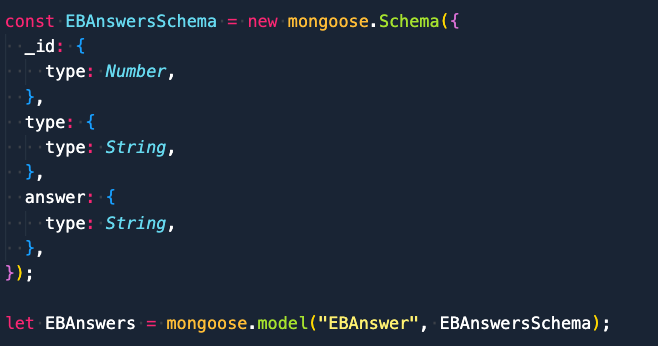 const EBAnswersSchema = new mongoose.Schema({
  _id: {
    type: Number,
  },
  type: {
    type: String,
  },
  answer: {
    type: String,
  },
});

let EBAnswers = mongoose.model("EBAnswer", EBAnswersSchema);